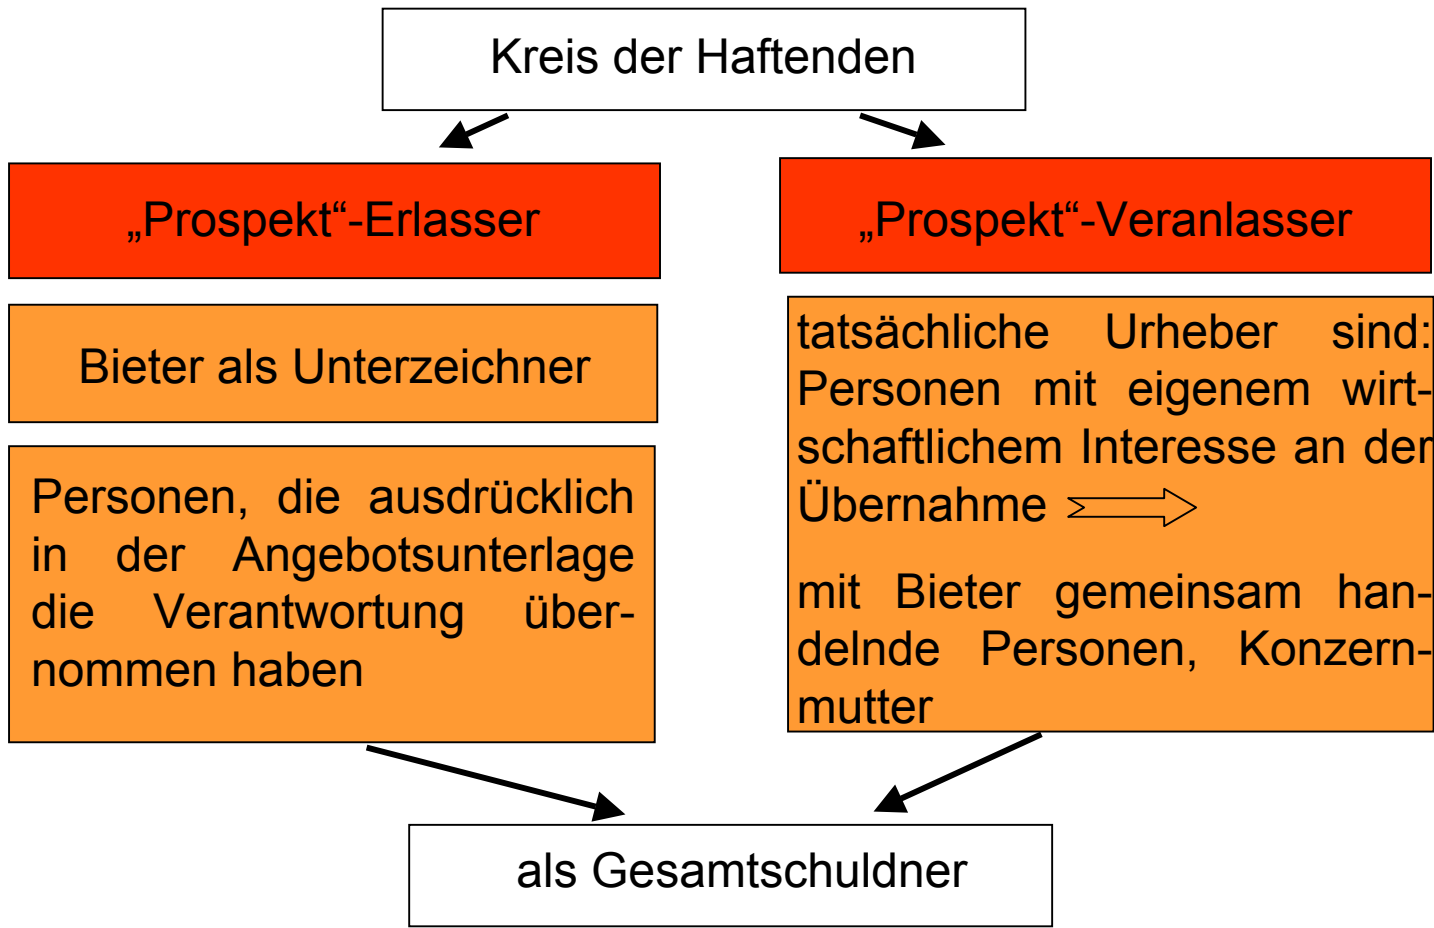 Kreis der Haftenden
„Prospekt“-Erlasser
Bieter als Unterzeichner
Personen, die ausdrücklich
in der Angebotsunterlage
die Verantwortung über-
nommen haben
„Prospekt“-Veranlasser
tatsächliche Urheber sind:
Personen mit eigenem wirt-
schaftlichem Interesse an der
Übernahme
mit Bieter gemeinsam han-
delnde Personen, Konzern-
mutter
als Gesamtschuldner